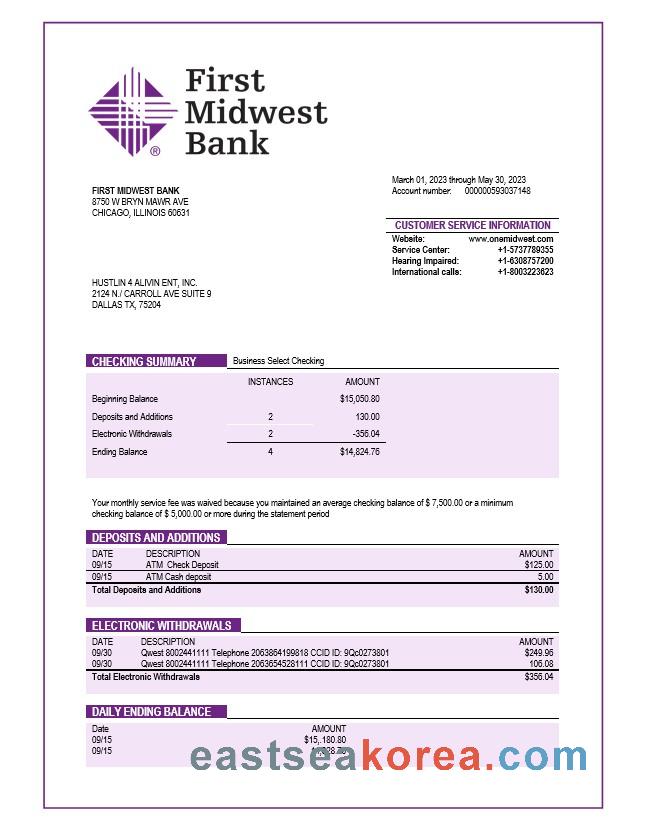 First
Midwest
Bank
®
March 01, 2023 through May 30, 2023
Account number: 000000593037148
FIRST MIDWEST BANK
8750 W BRYN MAWR AVE
CHICAGO, ILLINOIS 60631
CUSTOMER SERVICE INFORMATION
Website: www.onemidwest.com
Service Center: +1-5737789355
Hearing Impaired: +1-6308757200
International calls: +1-8003223623
HUSTLIN 4 ALIVIN ENT, INC.
2124 N./ CARROLL AVE SUITE 9
DALLAS TX, 75204
CHECKING SUMMARY Business Select Checking
INSTANCES AMOUNT
Beginning Balance $15,050.80
Deposits and Additions 2 130.00
Electronic Withdrawals 2 -356.04
Ending Balance 4 $14,824.76
Your monthly service fee was waived because you maintained an average checking balance of $ 7,500.00 or a minimum
checking balance of $ 5,000.00 or more during the statement period
DEPOSITS AND ADDITIONS
DATE DESCRIPTION AMOUNT
09/15 ATM Check Deposit $125.00
09/15 ATM Cash deposit 5.00
Total Deposits and Additions $130.00
ELECTRONIC WITHDRAWALS
DATE DESCRIPTION AMOUNT
09/30 Qwest 8002441111 Telephone 2063864199818 CCID ID: 9Qc0273801 $249.96
09/30 Qwest 8002441111 Telephone 2063654528111 CCID ID: 9Qc0273801 106.08
Total Electronic Withdrawals $356.04
DAILY ENDING BALANCE
Date AMOUNT
09/15 $15,.180.80
09/15
eastseakorea.com